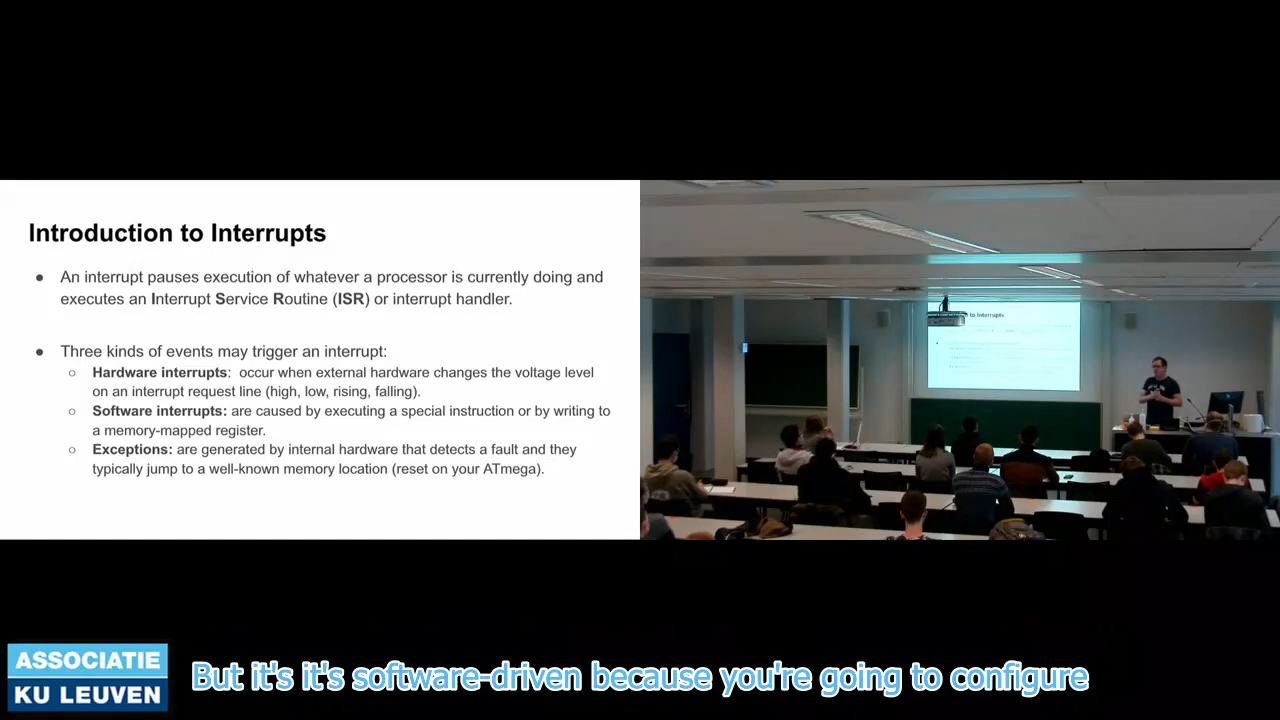 Introduction to Interrupts
● An interrupt pauses execution of whatever a processor is currently doing and
executes an Interrupt Service Routine (ISR) or interrupt handler.
● Three kinds of events may trigger an interrupt:
○ Hardware interrupts: occur when external hardware changes the voltage level
on an interrupt request line (high, low, rising, falling).
○ Software interrupts: are caused by executing a special instruction or by writing to
a memory-mapped register.
○ Exceptions: are generated by internal hardware that detects a fault and they
typically jump to a well-known memory location (reset on your ATmega).
to Interrupts
ASSOCIATIE
KU LEUVEN
But it's it's software-driven because you're going to configure